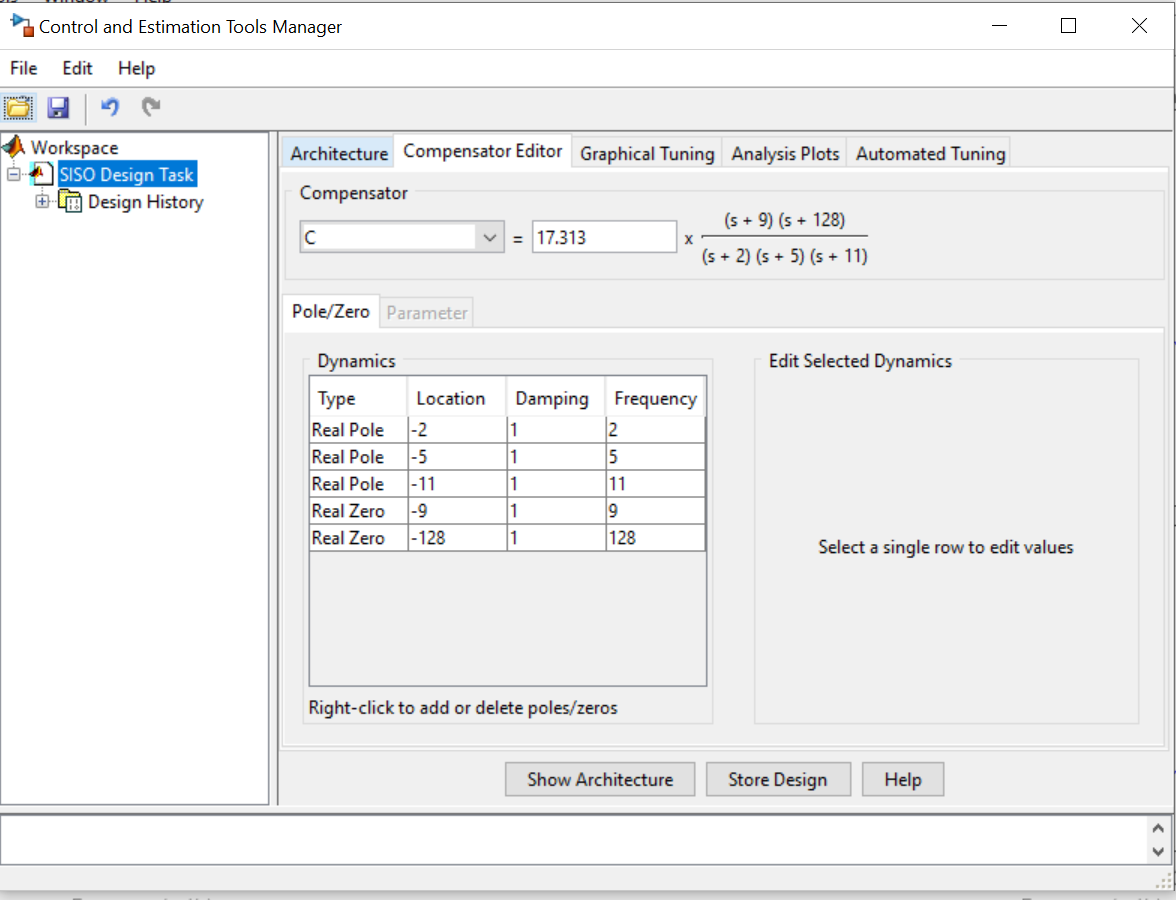 Control and Estimation Tools Manager
File Edit Help
Workspace
SISO Design Task
Design History
Architecture Compensator Editor Graphical Tuning Analysis Plots Automated Tuning
Compensator
C = 17.313 x (s + 9) (s + 128)
(s + 2) (s + 5) (s + 11)
Pole/Zero Parameter
Dynamics
Type Location Damping Frequency
Real Pole -2 1 2
Real Pole -5 1 5
Real Pole -11 1 11
Real Zero -9 1 9
Real Zero -128 1 128
Right-click to add or delete poles/zeros
Edit Selected Dynamics
Select a single row to edit values
Show Architecture Store Design Help